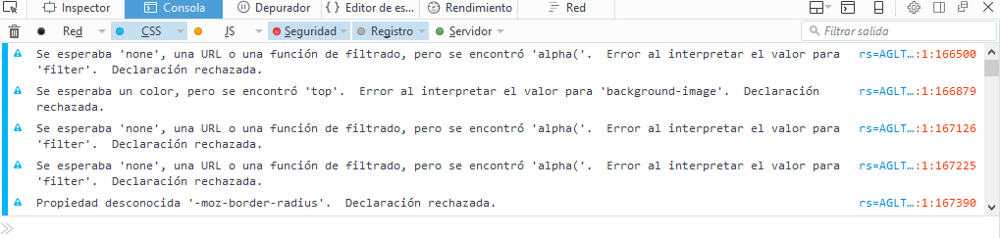 Inspector Consola Depurador {} Editor de es... Rendimiento Red
Red CSS JS Seguridad Registro Servidor Filtrar salida
Se esperaba 'none', una URL o una función de filtrado, pero se encontró 'alpha('.  Error al interpretar el valor para rs=AGLT…:1:166500
'filter'.  Declaración rechazada.
Se esperaba un color, pero se encontró 'top'.  Error al interpretar el valor para 'background-image'.  Declaración rs=AGLT…:1:166879
rechazada.
Se esperaba 'none', una URL o una función de filtrado, pero se encontró 'alpha('.  Error al interpretar el valor para rs=AGLT…:1:167126
'filter'.  Declaración rechazada.
Se esperaba 'none', una URL o una función de filtrado, pero se encontró 'alpha('.  Error al interpretar el valor para rs=AGLT…:1:167225
'filter'.  Declaración rechazada.
Propiedad desconocida '-moz-border-radius'.  Declaración rechazada. rs=AGLT…:1:167390